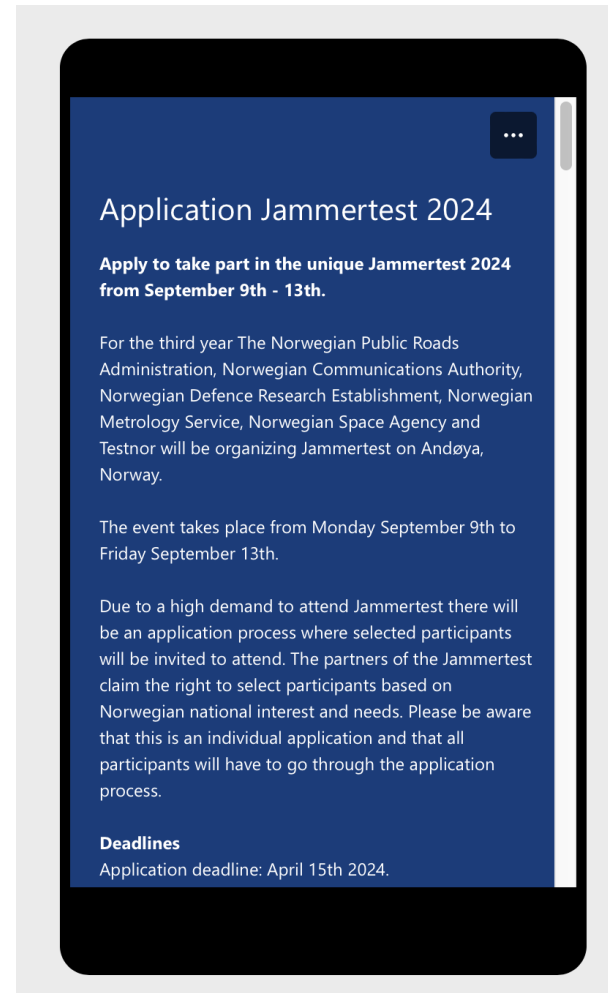 ...
Application Jammertest 2024
Apply to take part in the unique Jammertest 2024
from September 9th - 13th.
For the third year The Norwegian Public Roads
Administration, Norwegian Communications Authority,
Norwegian Defence Research Establishment, Norwegian
Metrology Service, Norwegian Space Agency and
Testnor will be organizing Jammertest on Andøya,
Norway.
The event takes place from Monday September 9th to
Friday September 13th.
Due to a high demand to attend Jammertest there will
be an application process where selected participants
will be invited to attend. The partners of the Jammertest
claim the right to select participants based on
Norwegian national interest and needs. Please be aware
that this is an individual application and that all
participants will have to go through the application
process.
Deadlines
Application deadline: April 15th 2024.